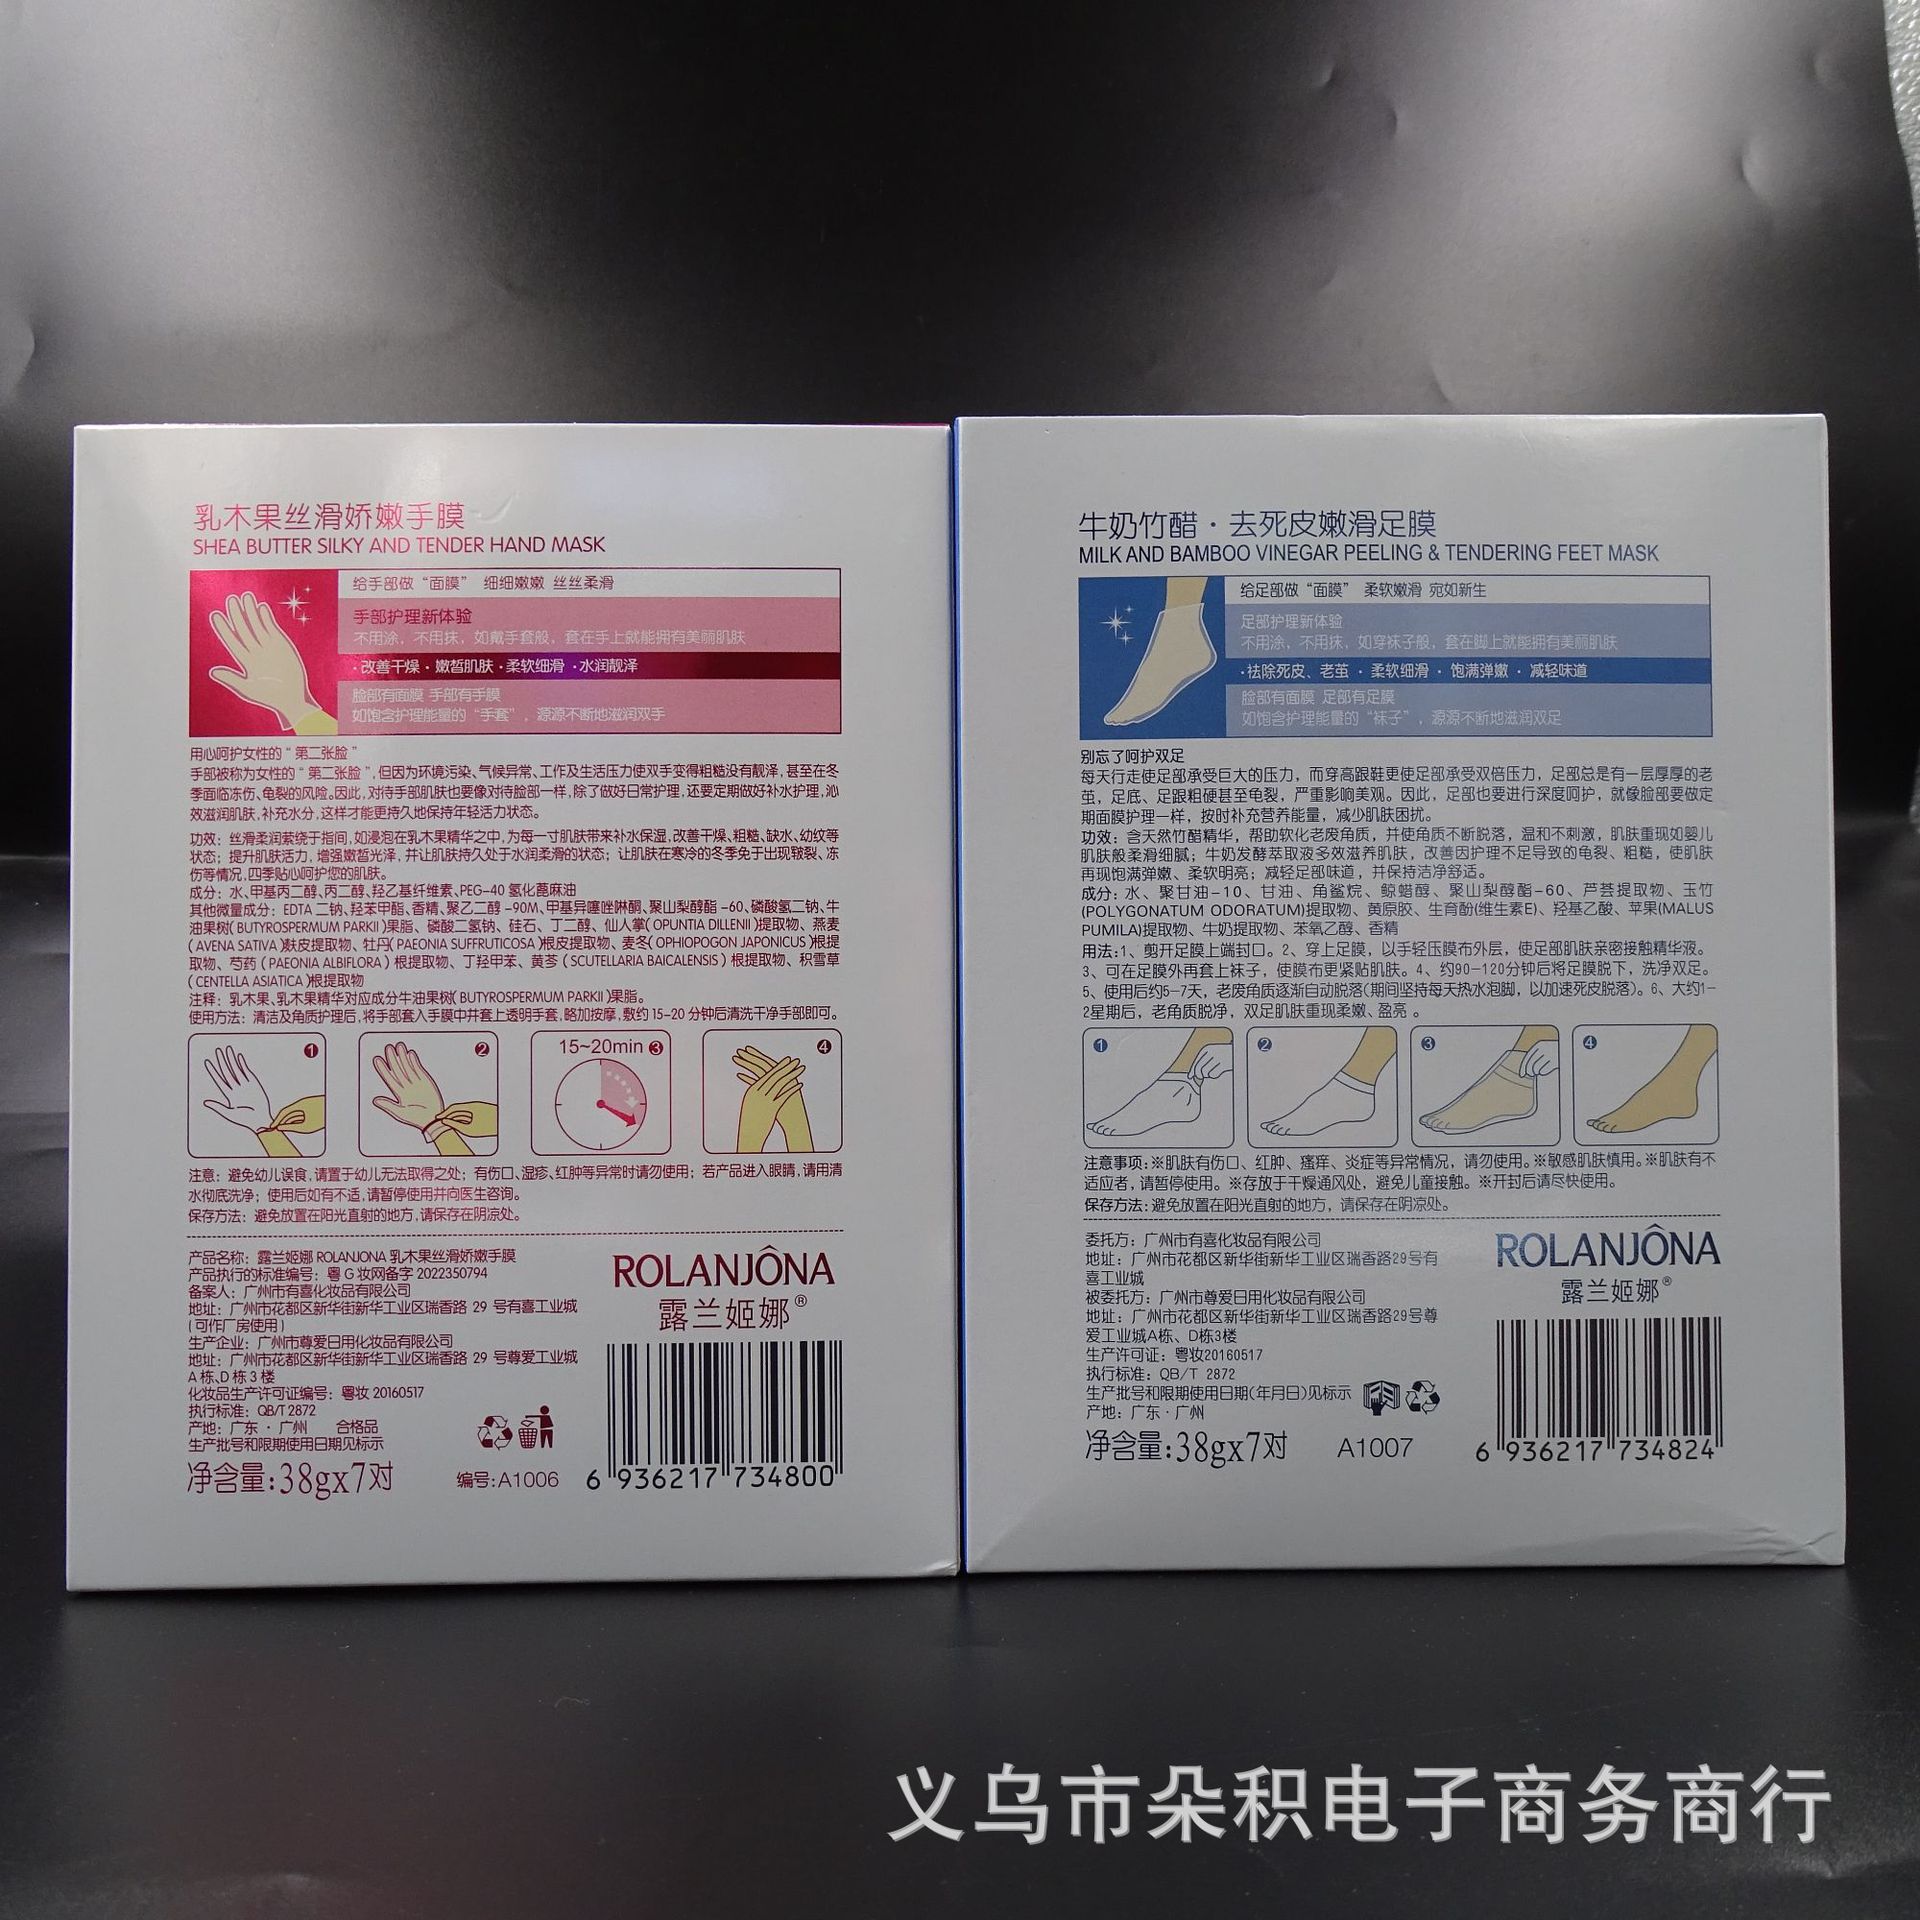 乳木果丝滑娇嫩手膜
SHEA BUTTER SILKY AND TENDER HAND MASK
给手部做“面膜” 细细嫩嫩 丝丝柔滑
手部护理新体验
不用涂，不用抹，如戴手套般，套在手上就能拥有美丽肌肤
·改善干燥·嫩皙肌肤·柔软细滑·水润靓泽
脸部有面膜 手部有手膜
如饱含护理能量的“手套”，源源不断地滋润双手
用心呵护女性的“第二张脸”
手部被称为女性的“第二张脸”，但因为环境污染、气候异常、工作及生活压力使双手变得粗糙没有靓泽，甚至在冬
季面临冻伤、龟裂的风险。因此，对待手部肌肤也要像对待脸部一样，除了做好日常护理，还要定期做好补水护理，沁
效滋润肌肤，补充水分，这样才能更持久地保持年轻活力状态。
功效：丝滑柔润萦绕于指间，如浸泡在乳木果精华之中，为每一寸肌肤带来补水保湿，改善干燥、粗糙、缺水、幼纹等
状态；提升肌肤活力，增强嫩皙光泽，并让肌肤持久处于水润柔滑的状态；让肌肤在寒冷的冬季免于出现皲裂、冻
伤等情况，四季贴心呵护您的肌肤。
成分：水、甲基丙二醇、丙二醇、羟乙基纤维素、PEG-40 氢化蓖麻油
其他微量成分：EDTA 二钠、羟苯甲酯、香精、聚乙二醇 -90M、甲基异噻唑啉酮、聚山梨醇酯 -60、磷酸氢二钠、牛
油果树( BUTYROSPERMUM PARKII )果脂、磷酸二氢钠、硅石、丁二醇、仙人掌( OPUNTIA DILLENII )提取物、燕麦
( AVENA SATIVA )麸皮提取物、牡丹( PAEONIA SUFFRUTICOSA )根皮提取物、麦冬( OPHIOPOGON JAPONICUS )根提
取物、芍药 ( PAEONIA ALBIFLORA ) 根提取物、丁羟甲苯、黄芩 ( SCUTELLARIA BAICALENSIS ) 根提取物、积雪草
( CENTELLA ASIATICA )根提取物
注释：乳木果、乳木果精华对应成分牛油果树( BUTYROSPERMUM PARKII )果脂。
使用方法：清洁及角质护理后，将手部套入手膜中并套上透明手套，略加按摩，敷约 15-20 分钟后清洗干净手部即可。
1
2
15~20min 3
4
注意：避免幼儿误食，请置于幼儿无法取得之处；有伤口、湿疹、红肿等异常时请勿使用；若产品进入眼睛，请用清
水彻底洗净；使用后如有不适，请暂停使用并向医生咨询。
保存方法：避免放置在阳光直射的地方，请保存在阴凉处。
产品名称：露兰姬娜 ROLANJONA 乳木果丝滑娇嫩手膜
产品执行的标准编号：粤 G 妆网备字 2022350794
备案人：广州市有喜化妆品有限公司
地址：广州市花都区新华街新华工业区瑞香路 29 号有喜工业城
( 可作厂房使用 )
生产企业：广州市尊爱日用化妆品有限公司
地址：广州市花都区新华街新华工业区瑞香路 29 号尊爱工业城
A 栋、D 栋 3 楼
化妆品生产许可证编号：粤妆 20160517
执行标准：QB/T 2872
产地：广东 · 广州 合格品
生产批号和限期使用日期见标示
净含量:38gx7对
编号:A1006
ROLANJÔNA
露兰姬娜®
6 936217 734800
牛奶竹醋·去死皮嫩滑足膜
MILK AND BAMBOO VINEGAR PEELING & TENDERING FEET MASK
给足部做“面膜” 柔软嫩滑 宛如新生
足部护理新体验
不用涂，不用抹，如穿袜子般，套在脚上就能拥有美丽肌肤
·祛除死皮、老茧·柔软细滑·饱满弹嫩·减轻味道
脸部有面膜 足部有足膜
如饱含护理能量的“袜子”，源源不断地滋润双足
别忘了呵护双足
每天行走使足部承受巨大的压力，而穿高跟鞋更使足部承受双倍压力，足部总是有一层厚厚的老
茧，足底、足跟粗硬甚至龟裂，严重影响美观。因此，足部也要进行深度呵护，就像脸部要做定
期面膜护理一样，按时补充营养能量，减少肌肤困扰。
功效：含天然竹醋精华，帮助软化老废角质，并使角质不断脱落，温和不刺激，肌肤重现如婴儿
肌肤般柔滑细腻；牛奶发酵萃取液多效滋养肌肤，改善因护理不足导致的龟裂、粗糙，使肌肤
再现饱满弹嫩、柔软明亮；减轻足部味道，并保持洁净舒适。
成分：水、聚甘油-10、甘油、角鲨烷、鲸蜡醇、聚山梨醇酯-60、芦荟提取物、玉竹
(POLYGONATUM ODORATUM)提取物、黄原胶、生育酚(维生素E)、羟基乙酸、苹果(MALUS
PUMILA)提取物、牛奶提取物、苯氧乙醇、香精
用法：1、剪开足膜上端封口。2、穿上足膜，以手轻压膜布外层，使足部肌肤亲密接触精华液。
3、可在足膜外再套上袜子，使膜布更紧贴肌肤。4、约90-120分钟后将足膜脱下，洗净双足。
5、使用后约5-7天，老废角质逐渐自动脱落(期间坚持每天热水泡脚，以加速死皮脱落)。6、大约1-
2星期后，老角质脱净，双足肌肤重现柔嫩、盈亮 。
1
2
3
4
注意事项：※肌肤有伤口、红肿、瘙痒、炎症等异常情况，请勿使用。※敏感肌肤慎用。※肌肤有不
适应者，请暂停使用。※存放于干燥通风处，避免儿童接触。※开封后请尽快使用。
保存方法：避免放置在阳光直射的地方，请保存在阴凉处。
委托方：广州市有喜化妆品有限公司
地址：广州市花都区新华街新华工业区瑞香路29号有
喜工业城
被委托方：广州市尊爱日用化妆品有限公司
地址：广州市花都区新华街新华工业区瑞香路29号尊
爱工业城A栋、D栋3楼
生产许可证：粤妆20160517
执行标准：QB/T 2872
生产批号和限期使用日期(年月日)见标示
产地：广东·广州
净含量:38gx7对
A1007
ROLANJÔNA
露兰姬娜®
6 936217 734824
义乌市朵积电子商务商行